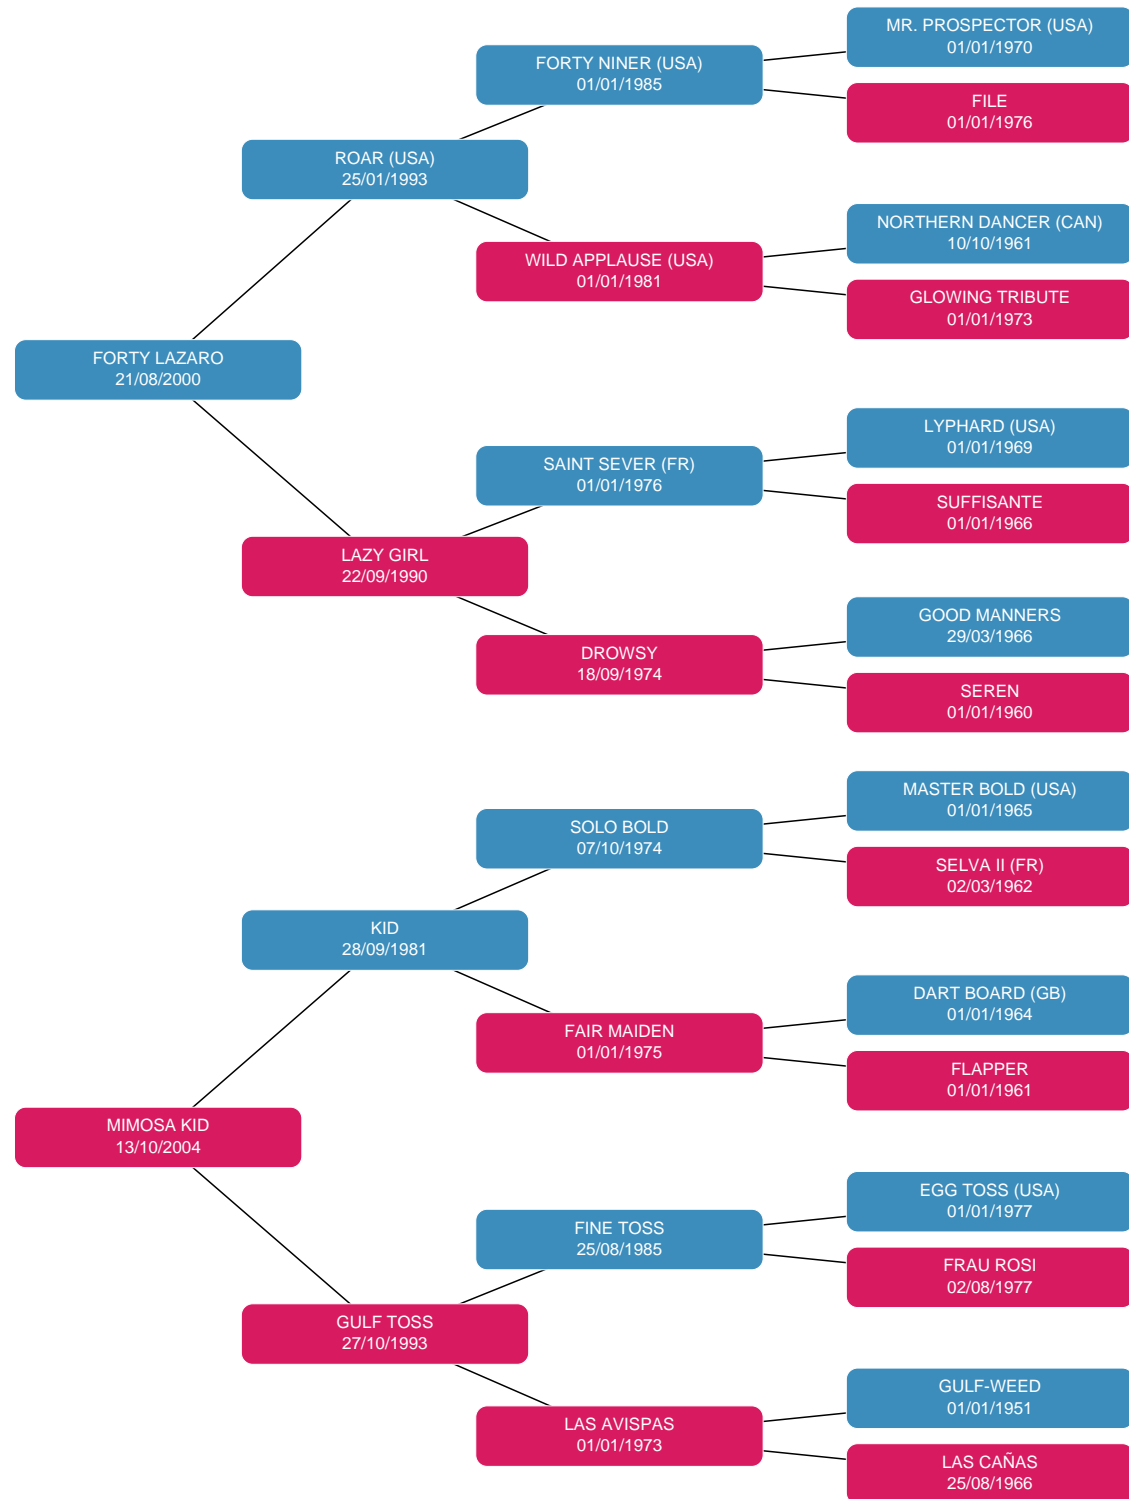 MR. PROSPECTOR (USA)
01/01/1970
FORTY NINER (USA)
01/01/1985
FILE
01/01/1976
ROAR (USA)
25/01/1993
NORTHERN DANCER (CAN)
10/10/1961
WILD APPLAUSE (USA)
01/01/1981
GLOWING TRIBUTE
01/01/1973
FORTY LAZARO
21/08/2000
LYPHARD (USA)
01/01/1969
SAINT SEVER (FR)
01/01/1976
SUFFISANTE
01/01/1966
LAZY GIRL
22/09/1990
GOOD MANNERS
29/03/1966
DROWSY
18/09/1974
SEREN
01/01/1960
MASTER BOLD (USA)
01/01/1965
SOLO BOLD
07/10/1974
SELVA II (FR)
02/03/1962
KID
28/09/1981
DART BOARD (GB)
01/01/1964
FAIR MAIDEN
01/01/1975
FLAPPER
01/01/1961
MIMOSA KID
13/10/2004
EGG TOSS (USA)
01/01/1977
FINE TOSS
25/08/1985
FRAU ROSI
02/08/1977
GULF TOSS
27/10/1993
GULF-WEED
01/01/1951
LAS AVISPAS
01/01/1973
LAS CAÑAS
25/08/1966